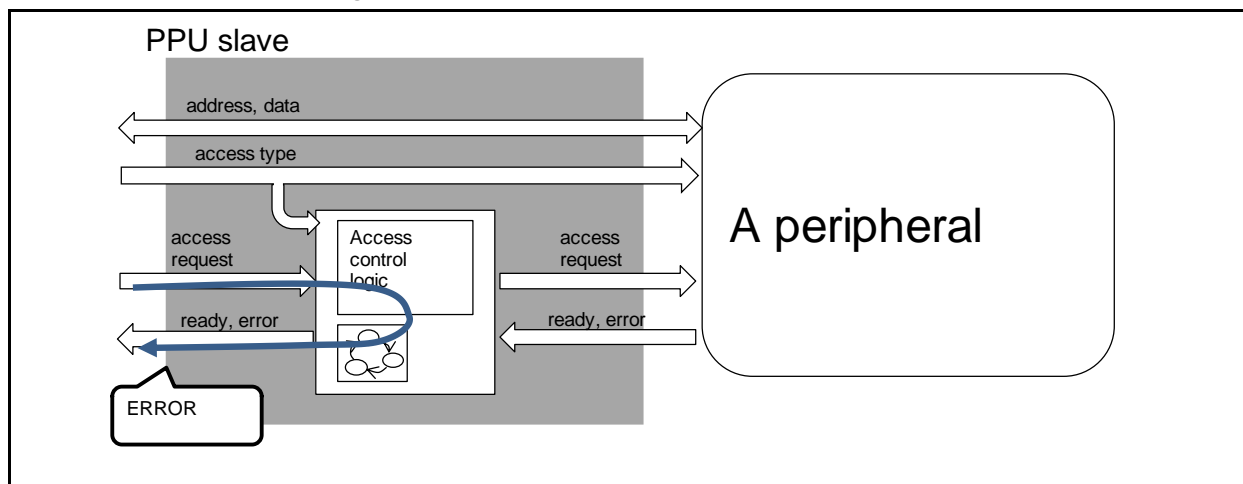 PPU slave
address, data
access type
access
request
Access
control
logic
access
request
A peripheral
ready, error
ready, error
ERROR